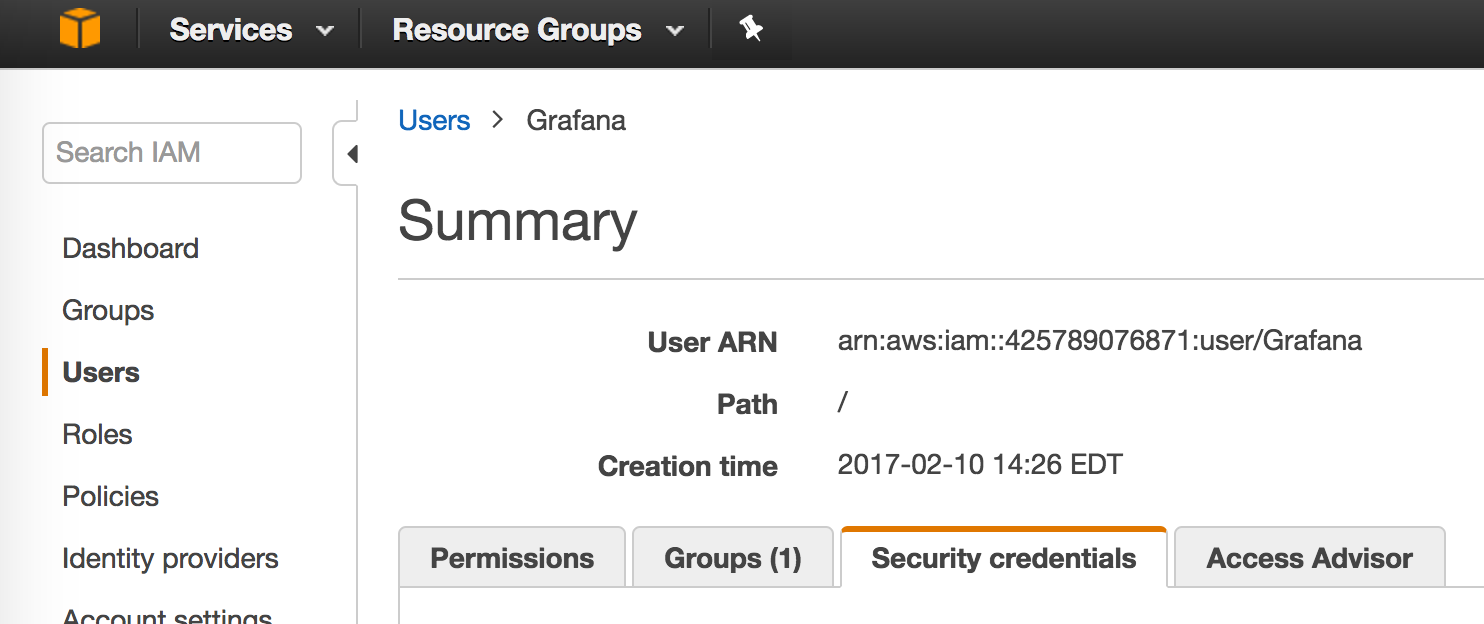 Services
Resource Groups
Search IAM
Dashboard
Groups
Users
Roles
Policies
Identity providers
Account settings
Users > Grafana
Summary
User ARN arn:aws:iam::425789076871:user/Grafana
Path /
Creation time 2017-02-10 14:26 EDT
Permissions
Groups (1)
Security credentials
Access Advisor